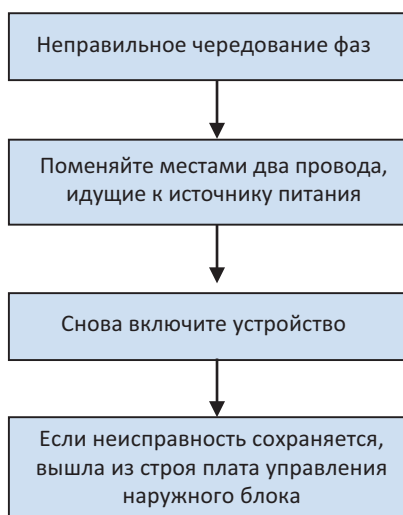 Неправильное чередование фаз
Поменяйте местами два провода,
идущие к источнику питания
Снова включите устройство
Если неисправность сохраняется,
вышла из строя плата управления
наружного блока